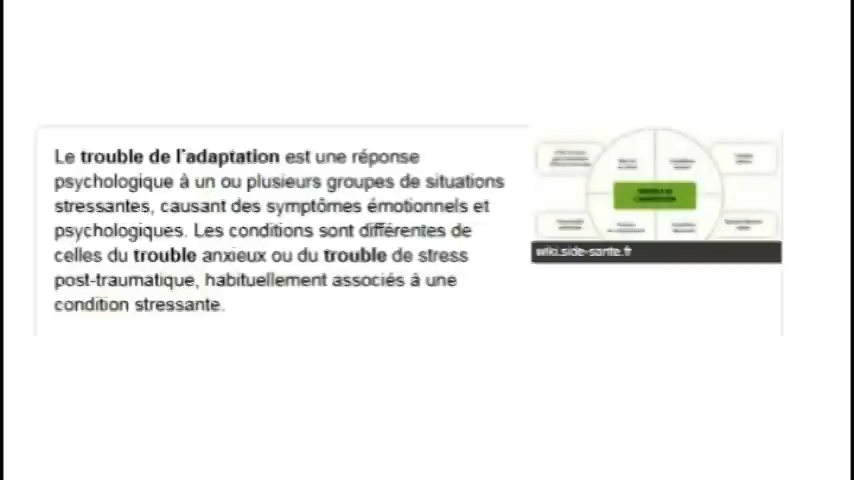 Le trouble de l'adaptation est une réponse
psychologique à un ou plusieurs groupes de situations
stressantes, causant des symptômes émotionnels et
psychologiques. Les conditions sont différentes de
celles du trouble anxieux ou du trouble de stress
post-traumatique, habituellement associés à une
condition stressante.
wiki.side-sante.fr